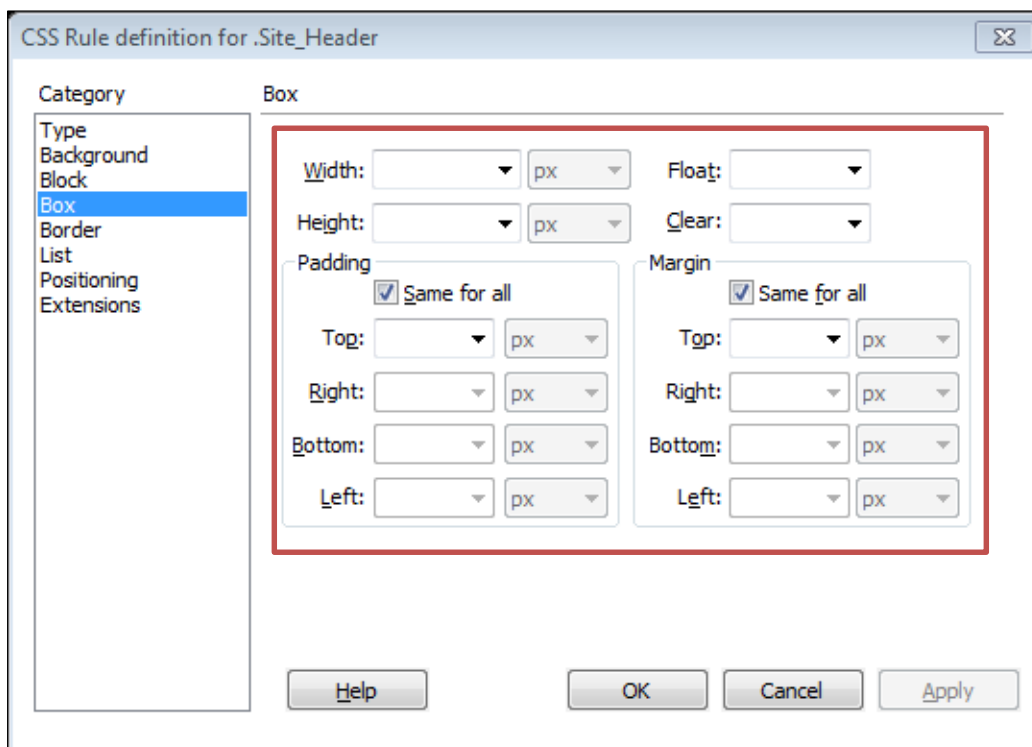 CSS Rule definition for .Site_Header
Category
Box
Type
Background
Block
Box
Border
List
Positioning
Extensions
Width: px Float:
Height: px Clear:
Padding Margin
Same for all Same for all
Top: px Top: px
Right: px Right: px
Bottom: px Bottom: px
Left: px Left: px
Help OK Cancel Apply